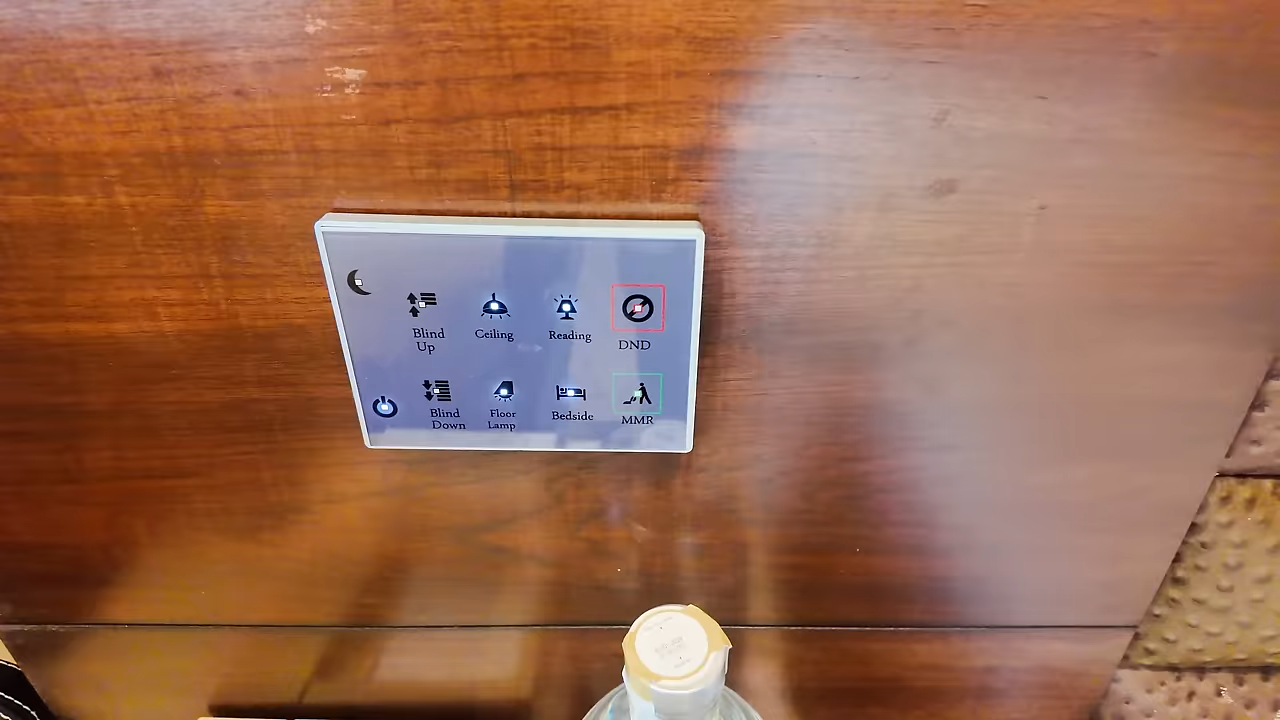 Blind
Up
Ceiling
Reading
DND
Blind
Down
Floor
Lamp
Bedside
MMR